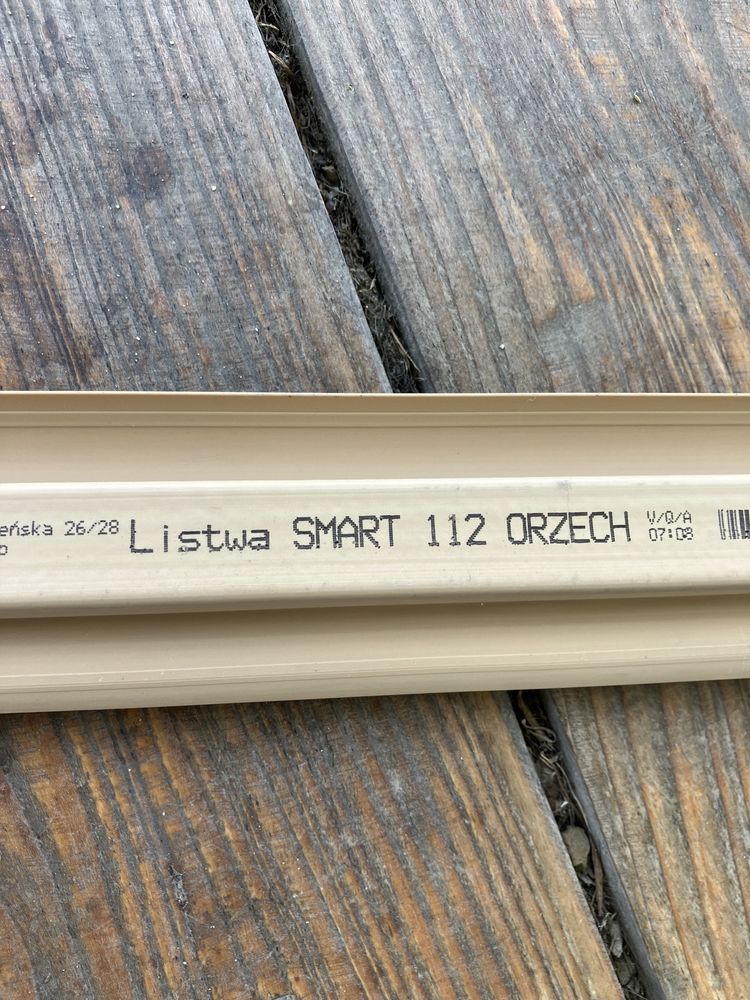 eńska 26/28
Listwa SMART 112 ORZECH
V/Q/A
07:08